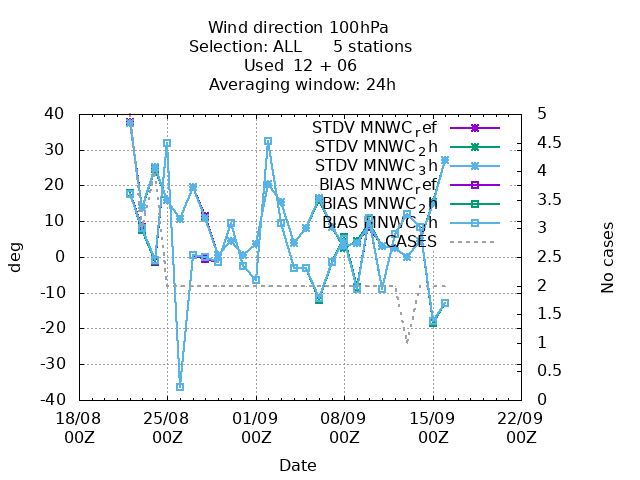 Wind direction 100hPa
Selection: ALL 5 stations
Used 12 + 06
Averaging window: 24h
40
30
20
10
0
-10
-20
-30
-40
deg
5
4.5
4
3.5
3
2.5
2
1.5
1
0.5
0
No cases
STDV MNWC_ref
STDV MNWC_2h
STDV MNWC_3h
BIAS MNWC_ref
BIAS MNWC_2h
BIAS MNWC_3h
CASES
18/08 25/08 01/09 08/09 15/09 22/09
00Z 00Z 00Z 00Z 00Z 00Z
Date